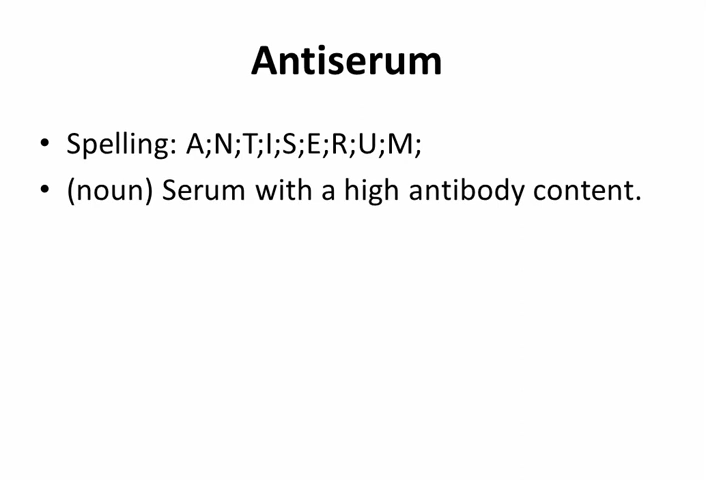 Antiserum
• Spelling: A;N;T;I;S;E;R;U;M;
• (noun) Serum with a high antibody content.